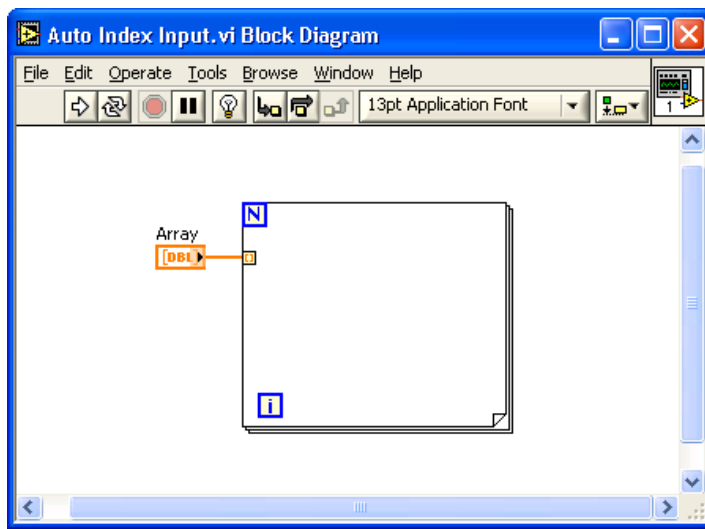 Auto Index Input.vi Block Diagram
File Edit Operate Tools Browse Window Help
13pt Application Font
1
N
Array
[DBL]
i